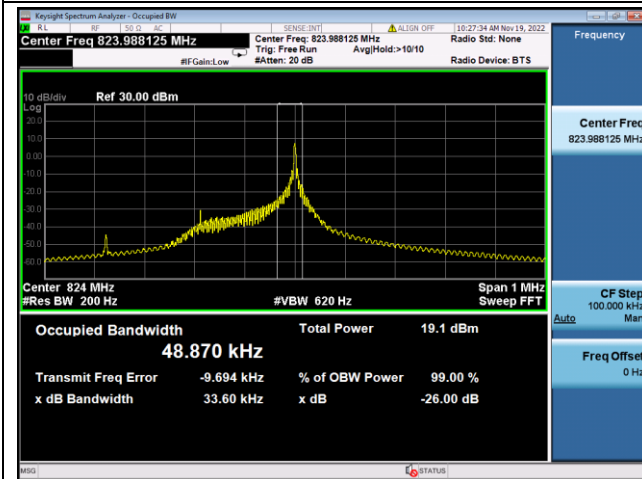 Keysight Spectrum Analyzer - Occupied BW
RL RF 50 Ω AC SENSE:INT ALIGN OFF 10:27:34 AM Nov 19, 2022
Center Freq 823.988125 MHz
Center Freq: 823.988125 MHz
Radio Std: None
Trig: Free Run Avg|Hold:>10/10
#IFGain:Low #Atten: 20 dB Radio Device: BTS
10 dB/div Ref 30.00 dBm
Log
20.0
10.0
0.00
-10.0
-20.0
-30.0
-40.0
-50.0
-60.0
Center 824 MHz Span 1 MHz
#Res BW 200 Hz #VBW 620 Hz Sweep FFT
Occupied Bandwidth Total Power 19.1 dBm
48.870 kHz
Transmit Freq Error -9.694 kHz % of OBW Power 99.00 %
x dB Bandwidth 33.60 kHz x dB -26.00 dB
MSG STATUS
Frequency
Center Freq
823.988125 MHz
CF Step
100.000 kHz
Auto Man
Freq Offset
0 Hz